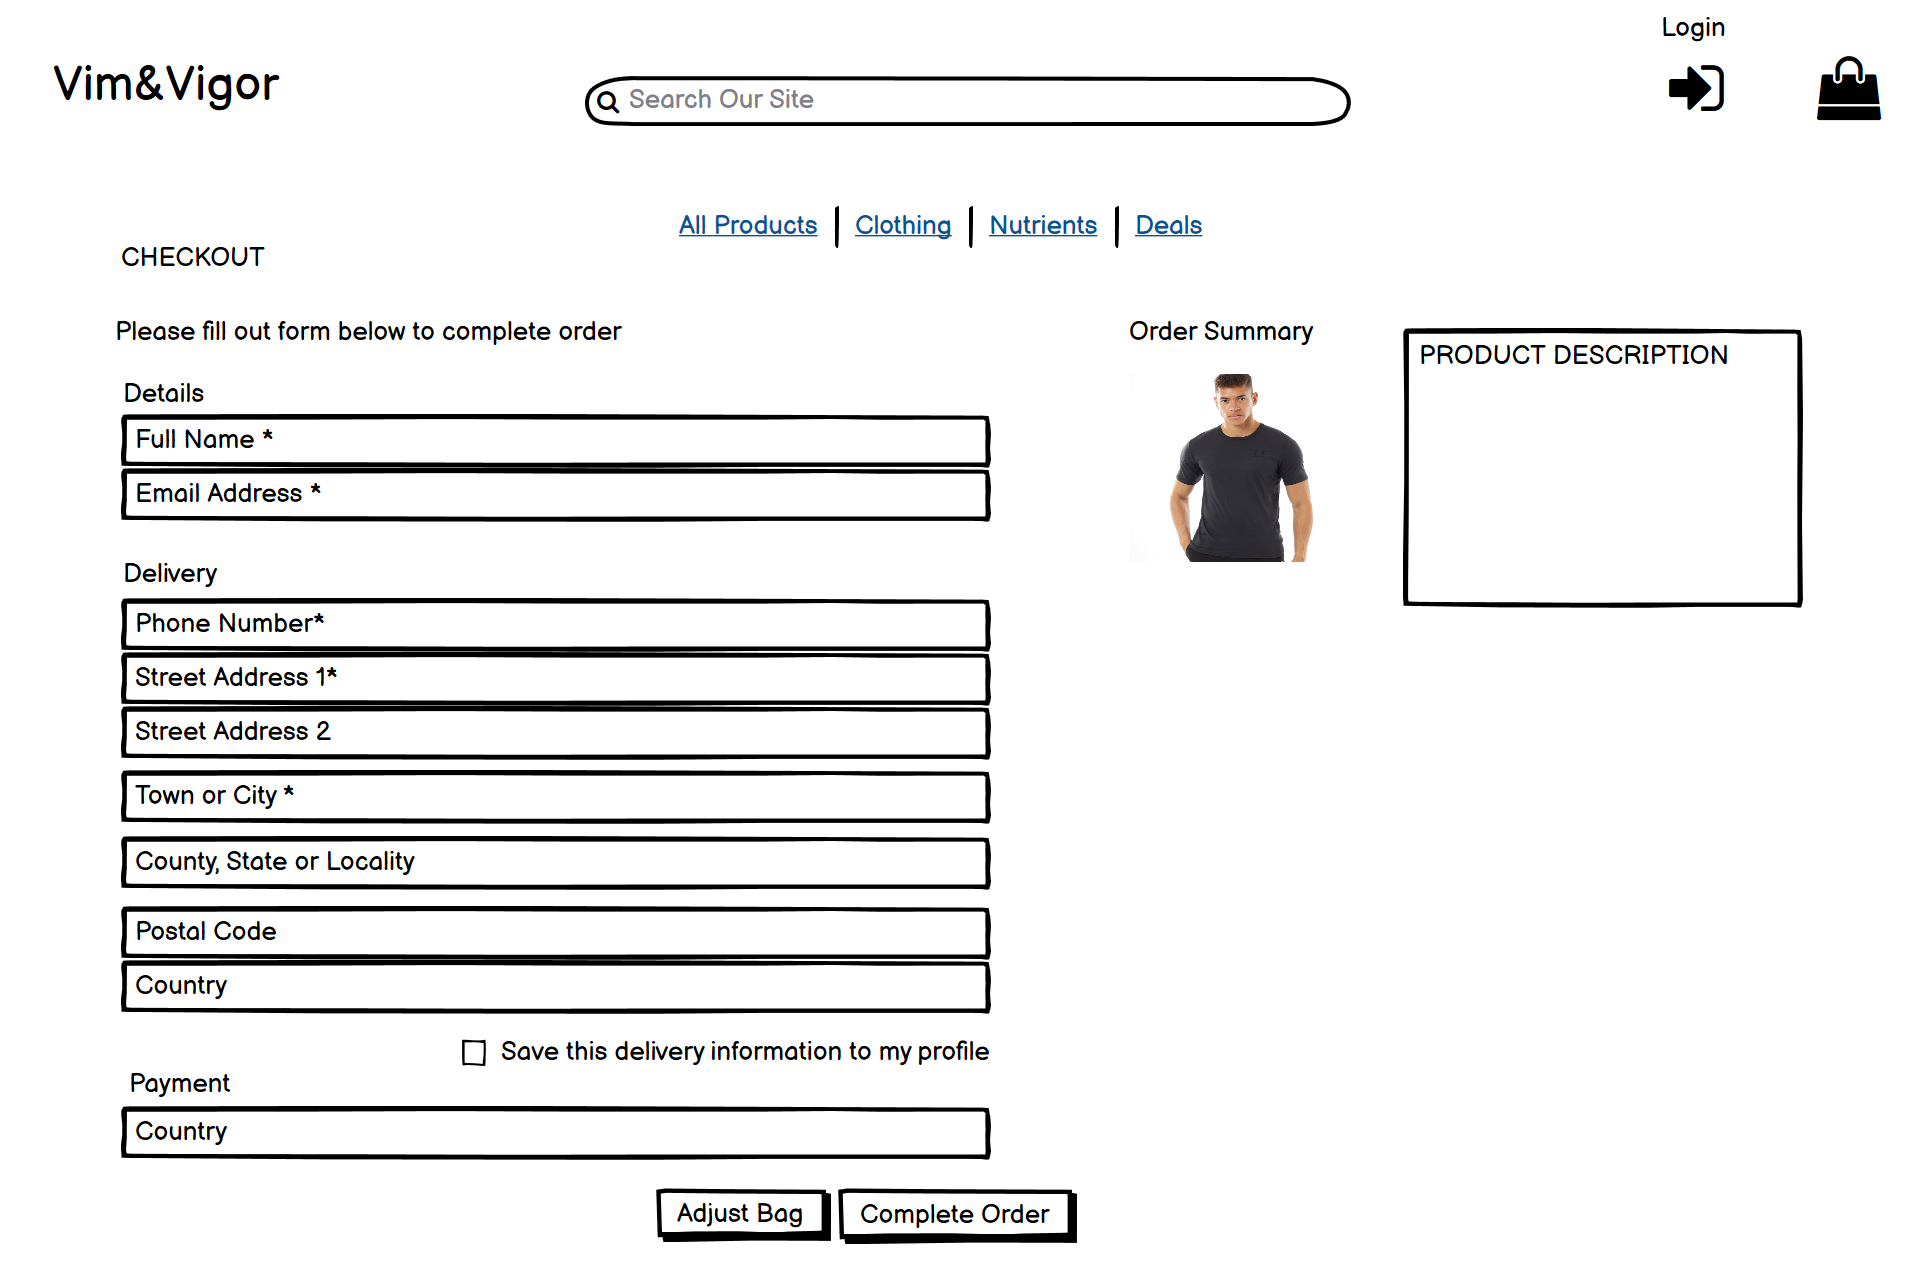 Login
Vim&Vigor
Search Our Site
All Products
Clothing
Nutrients
Deals
CHECKOUT
Please fill out form below to complete order
Order Summary
PRODUCT DESCRIPTION
Details
Full Name *
Email Address *
Delivery
Phone Number*
Street Address 1*
Street Address 2
Town or City *
County, State or Locality
Postal Code
Country
Save this delivery information to my profile
Payment
Country
Adjust Bag
Complete Order